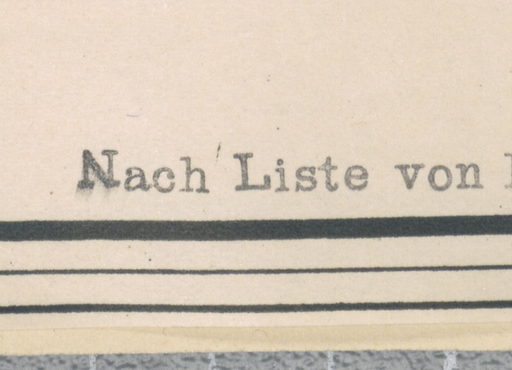 Nach Liste von